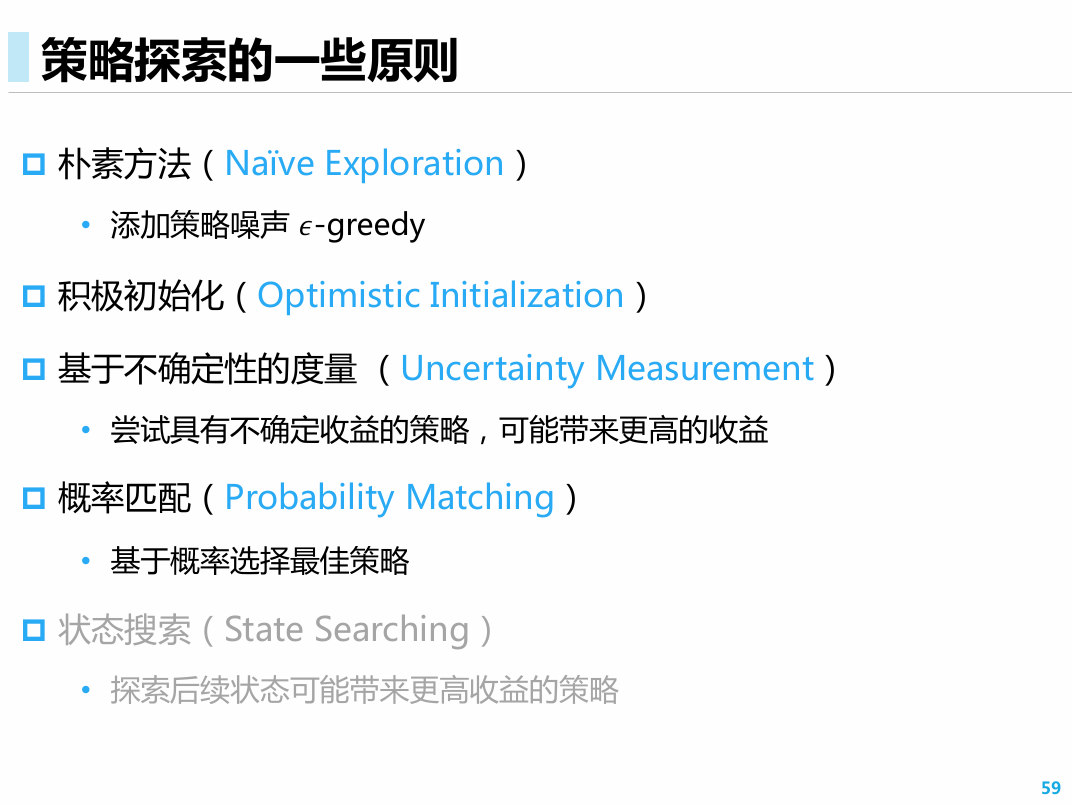 策略探索的一些原则
朴素方法（Naïve Exploration）
• 添加策略噪声 ϵ-greedy
积极初始化（Optimistic Initialization）
基于不确定性的度量 （Uncertainty Measurement）
• 尝试具有不确定收益的策略，可能带来更高的收益
概率匹配（Probability Matching）
• 基于概率选择最佳策略
状态搜索（State Searching）
• 探索后续状态可能带来更高收益的策略
59